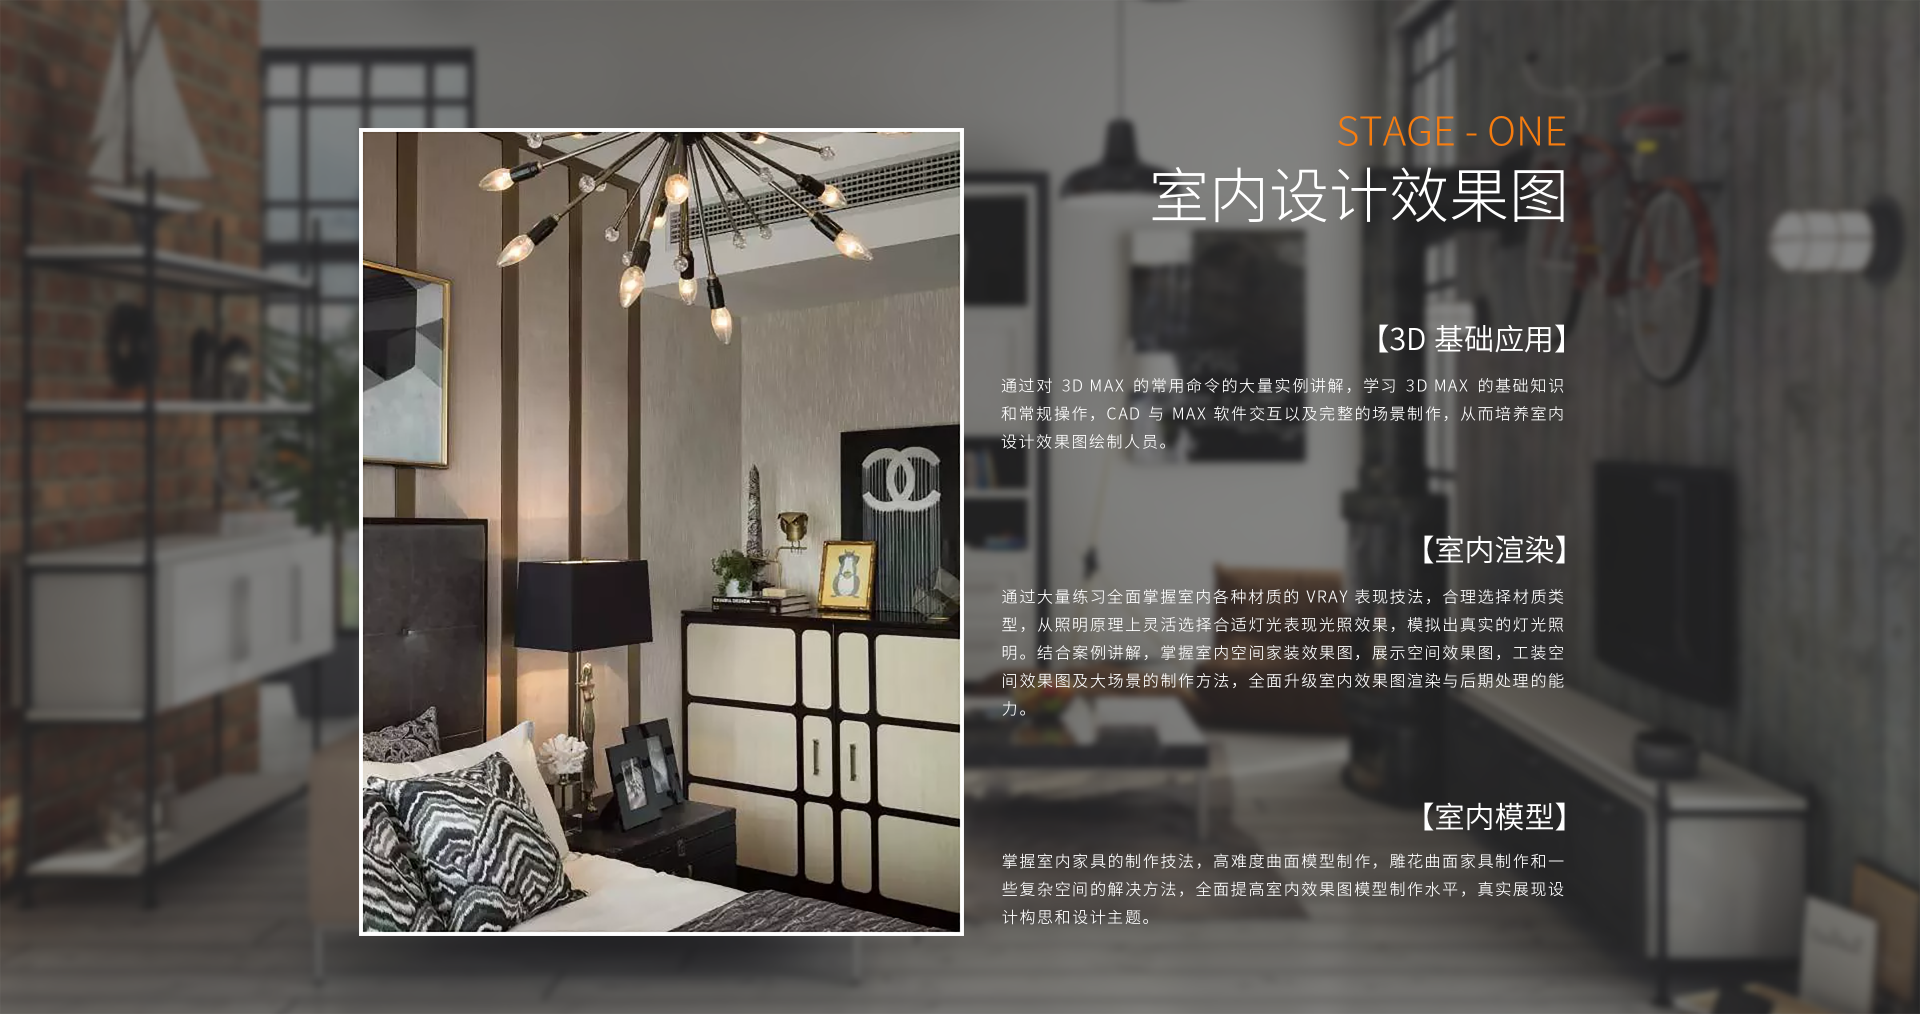 STAGE - ONE
室内设计效果图
【3D 基础应用】
通过对 3D MAX 的常用命令的大量实例讲解，学习 3D MAX 的基础知识
和常规操作，CAD 与 MAX 软件交互以及完整的场景制作，从而培养室内
设计效果图绘制人员。
【室内渲染】
通过大量练习全面掌握室内各种材质的 VRAY 表现技法，合理选择材质类
型，从照明原理上灵活选择合适灯光表现光照效果，模拟出真实的灯光照
明。结合案例讲解，掌握室内空间家装效果图，展示空间效果图，工装空
间效果图及大场景的制作方法，全面升级室内效果图渲染与后期处理的能
力。
【室内模型】
掌握室内家具的制作技法，高难度曲面模型制作，雕花曲面家具制作和一
些复杂空间的解决方法，全面提高室内效果图模型制作水平，真实展现设
计构思和设计主题。